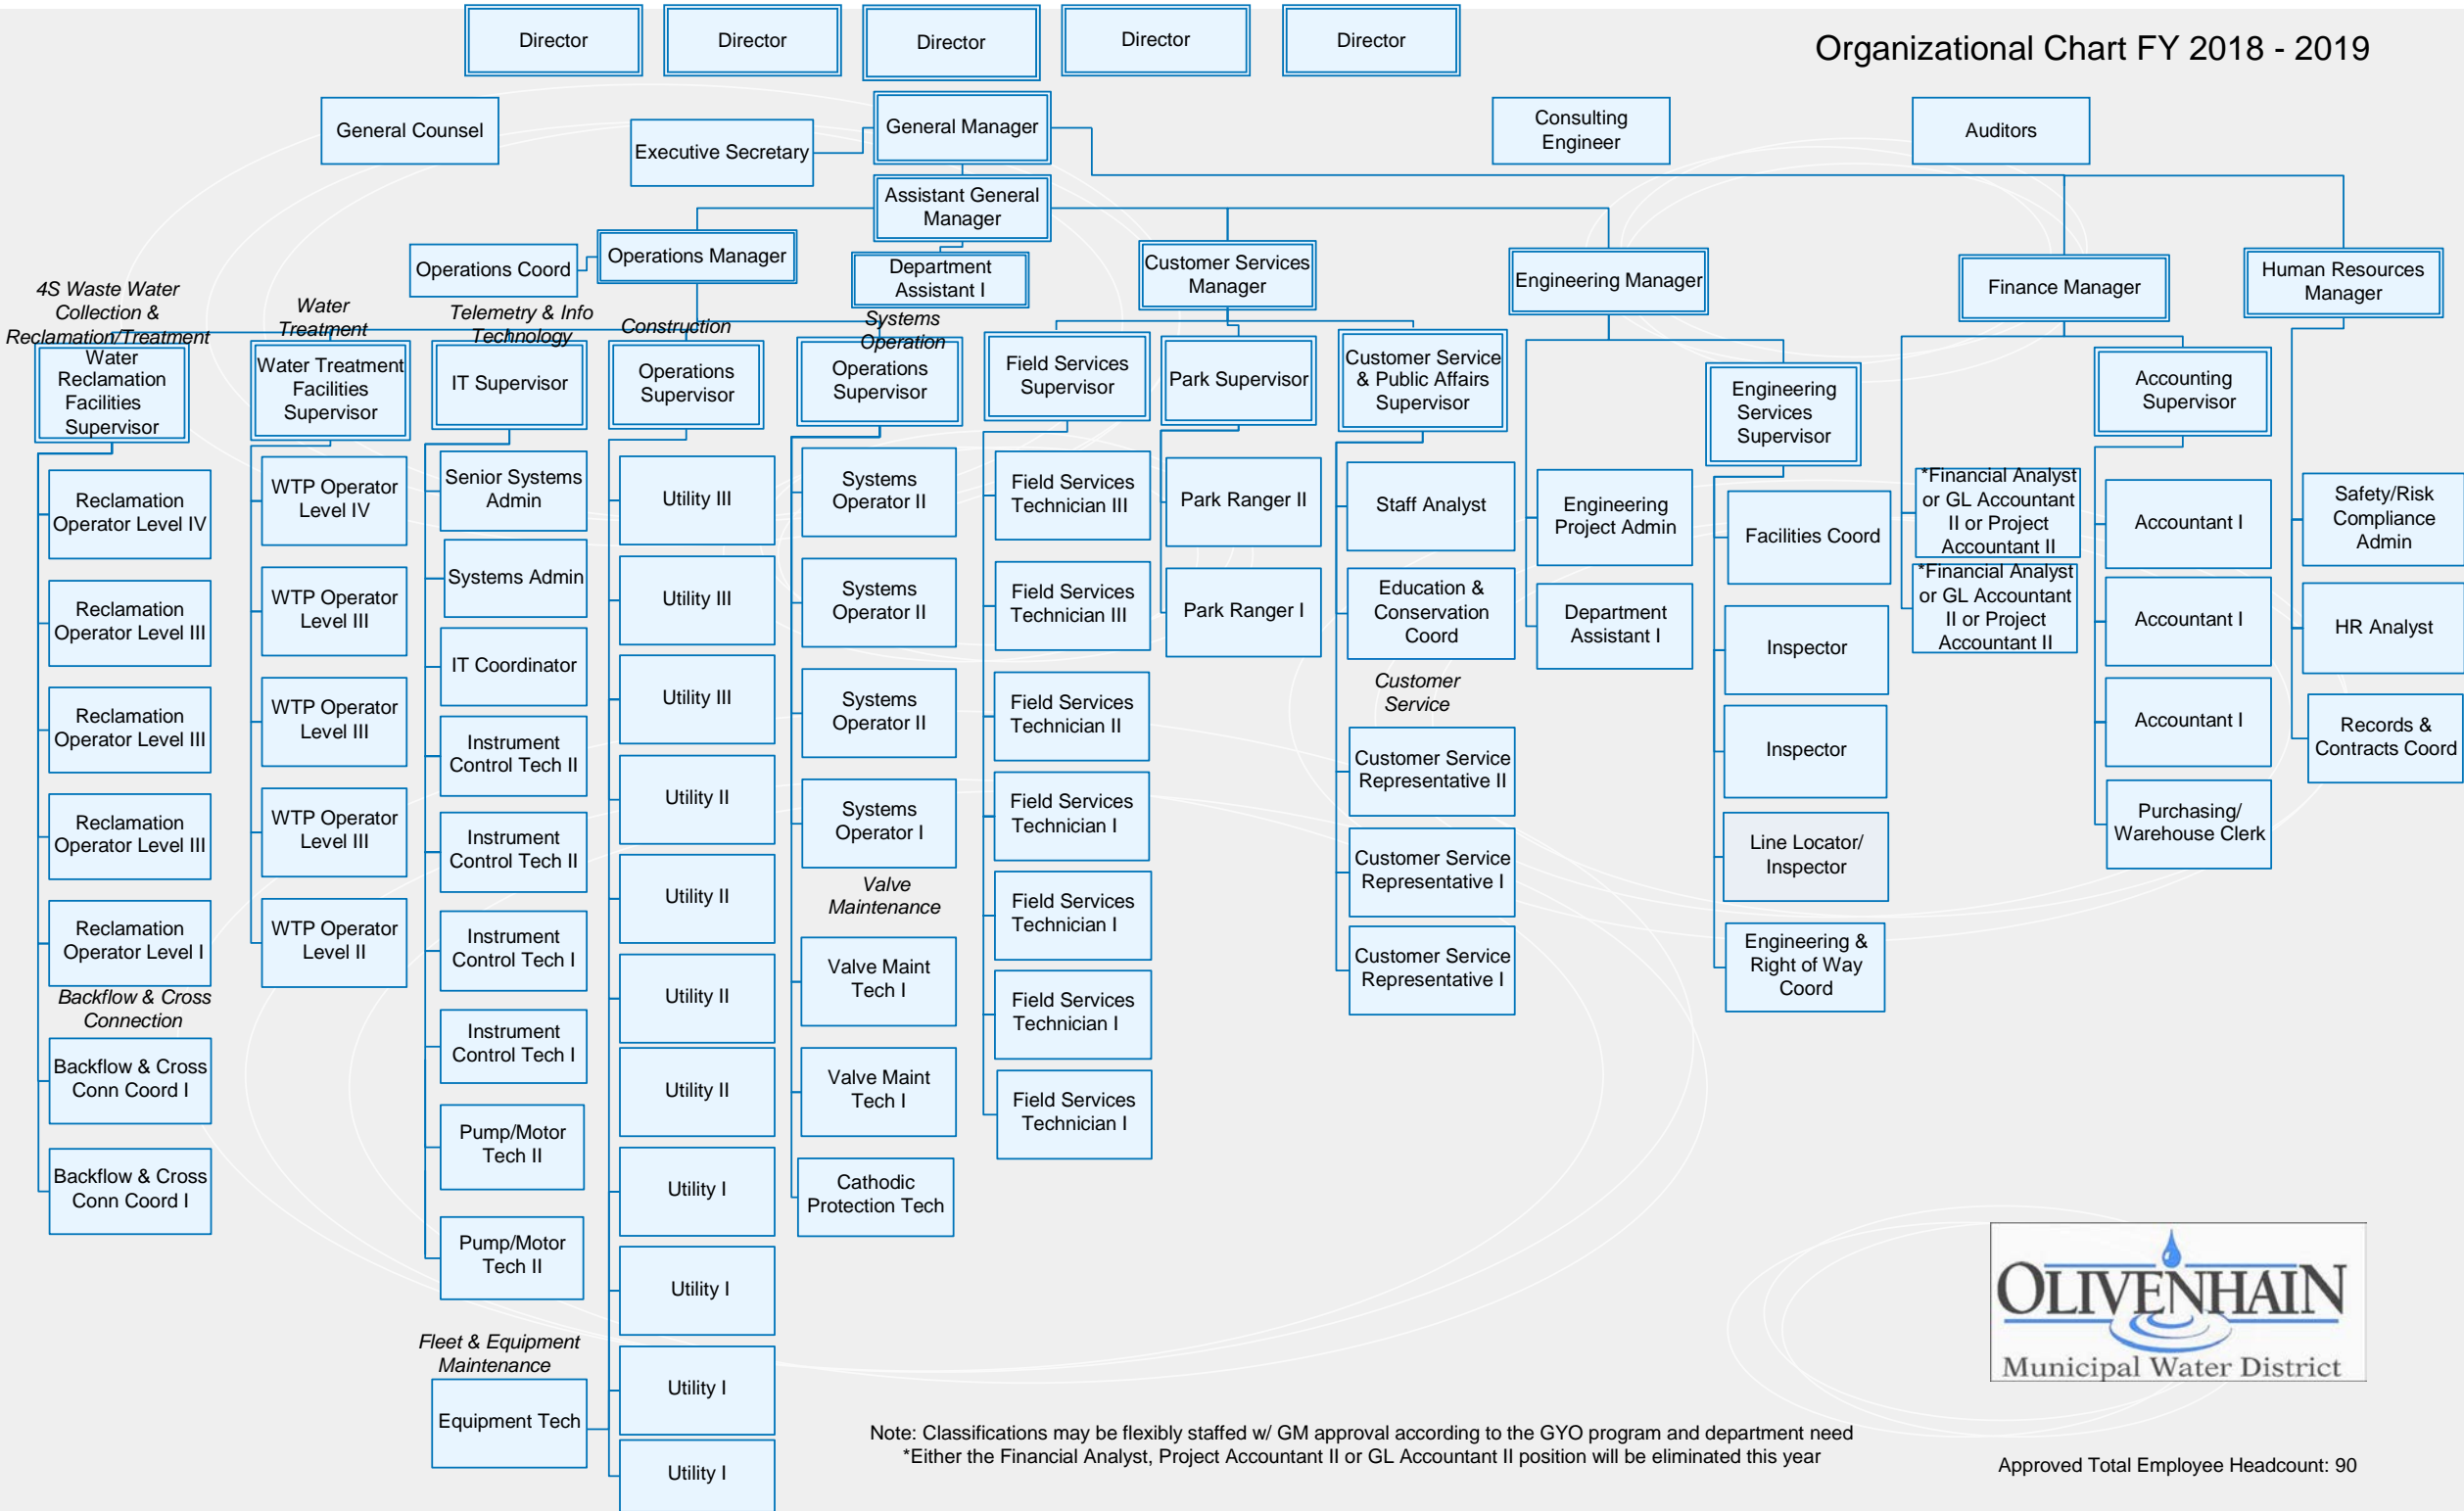 Organizational Chart FY 2018 - 2019
Director
Director
Director
Director
Director
General Counsel
Executive Secretary
General Manager
Consulting
Engineer
Auditors
Assistant General
Manager
Operations Coord
Operations Manager
Department
Assistant I
Customer Services
Manager
Engineering Manager
Finance Manager
Human Resources
Manager
4S Waste Water
Collection &
Reclamation/Treatment
Water
Reclamation
Facilities
Supervisor
Reclamation
Operator Level IV
Reclamation
Operator Level III
Reclamation
Operator Level III
Reclamation
Operator Level III
Reclamation
Operator Level I
Backflow & Cross
Connection
Backflow & Cross
Conn Coord I
Backflow & Cross
Conn Coord I
Water
Treatment
Water Treatment
Facilities
Supervisor
WTP Operator
Level IV
WTP Operator
Level III
WTP Operator
Level III
WTP Operator
Level III
WTP Operator
Level II
Telemetry & Info
Technology
IT Supervisor
Senior Systems
Admin
Systems Admin
IT Coordinator
Instrument
Control Tech II
Instrument
Control Tech II
Instrument
Control Tech I
Instrument
Control Tech I
Pump/Motor
Tech II
Pump/Motor
Tech II
Fleet & Equipment
Maintenance
Equipment Tech
Construction
Operations
Supervisor
Utility III
Utility III
Utility III
Utility II
Utility II
Utility II
Utility II
Utility I
Utility I
Utility I
Utility I
Systems
Operation
Operations
Supervisor
Systems
Operator II
Systems
Operator II
Systems
Operator II
Systems
Operator I
Valve
Maintenance
Valve Maint
Tech I
Valve Maint
Tech I
Cathodic
Protection Tech
Field Services
Supervisor
Field Services
Technician III
Field Services
Technician III
Field Services
Technician II
Field Services
Technician I
Field Services
Technician I
Field Services
Technician I
Field Services
Technician I
Park Supervisor
Park Ranger II
Park Ranger I
Customer Service
& Public Affairs
Supervisor
Staff Analyst
Education &
Conservation
Coord
Customer
Service
Customer Service
Representative II
Customer Service
Representative I
Customer Service
Representative I
Engineering
Project Admin
Department
Assistant I
Engineering
Services
Supervisor
Facilities Coord
Inspector
Inspector
Line Locator/
Inspector
Engineering &
Right of Way
Coord
*Financial Analyst
or GL Accountant
II or Project
Accountant II
*Financial Analyst
or GL Accountant
II or Project
Accountant II
Accounting
Supervisor
Accountant I
Accountant I
Accountant I
Purchasing/
Warehouse Clerk
Safety/Risk
Compliance
Admin
HR Analyst
Records &
Contracts Coord
OLIVENHAIN
Municipal Water District
Note: Classifications may be flexibly staffed w/ GM approval according to the GYO program and department need
*Either the Financial Analyst, Project Accountant II or GL Accountant II position will be eliminated this year
Approved Total Employee Headcount: 90